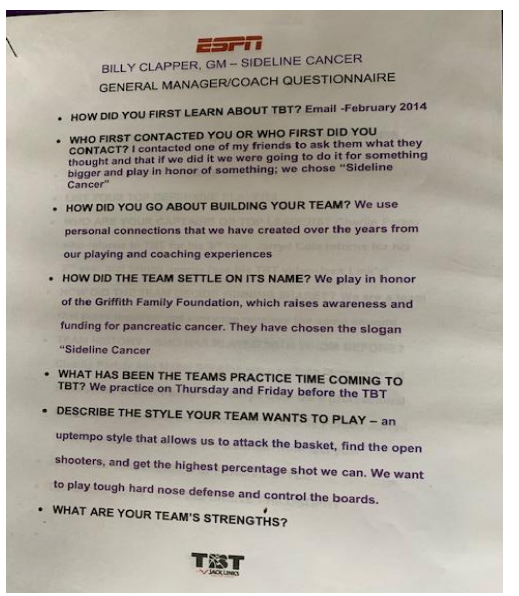 ESPN
BILLY CLAPPER, GM – SIDELINE CANCER
GENERAL MANAGER/COACH QUESTIONNAIRE
• HOW DID YOU FIRST LEARN ABOUT TBT? Email -February 2014
• WHO FIRST CONTACTED YOU OR WHO FIRST DID YOU
CONTACT? I contacted one of my friends to ask them what they
thought and that if we did it we were going to do it for something
bigger and play in honor of something; we chose “Sideline
Cancer”
• HOW DID YOU GO ABOUT BUILDING YOUR TEAM? We use
personal connections that we have created over the years from
our playing and coaching experiences
• HOW DID THE TEAM SETTLE ON ITS NAME? We play in honor
of the Griffith Family Foundation, which raises awareness and
funding for pancreatic cancer. They have chosen the slogan
“Sideline Cancer
• WHAT HAS BEEN THE TEAMS PRACTICE TIME COMING TO
TBT? We practice on Thursday and Friday before the TBT
• DESCRIBE THE STYLE YOUR TEAM WANTS TO PLAY – an
uptempo style that allows us to attack the basket, find the open
shooters, and get the highest percentage shot we can. We want
to play tough hard nose defense and control the boards.
• WHAT ARE YOUR TEAM’S STRENGTHS?
TBT
JACK LINK'S